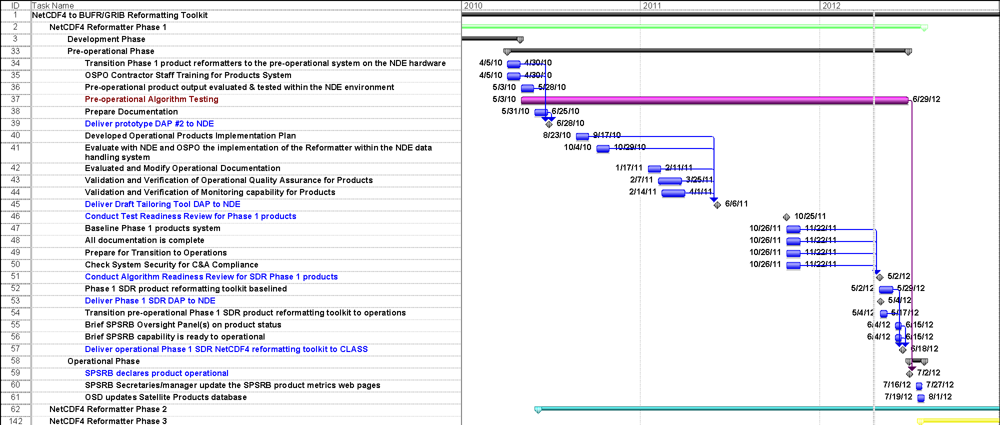 ID Task Name 2010 2011 2012
1 NetCDF4 to BUFR/GRIB Reformatting Toolkit
2 NetCDF4 Reformatter Phase 1
3 Development Phase
33 Pre-operational Phase
34 Transition Phase 1 product reformatters to the pre-operational system on the NDE hardware 4/5/10 4/30/10
35 OSPO Contractor Staff Training for Products System 4/5/10 4/30/10
36 Pre-operational product output evaluated & tested within the NDE environment 5/3/10 5/28/10
37 Pre-operational Algorithm Testing 5/3/10 6/29/12
38 Prepare Documentation 5/31/10 6/25/10
39 Deliver prototype DAP #2 to NDE 6/28/10
40 Developed Operational Products Implementation Plan 8/23/10 9/17/10
41 Evaluate with NDE and OSPO the implementation of the Reformatter within the NDE data 10/4/10 10/29/10
handling system
42 Evaluated and Modify Operational Documentation 1/17/11 2/11/11
43 Validation and Verification of Operational Quality Assurance for Products 2/7/11 3/25/11
44 Validation and Verification of Monitoring capability for Products 2/14/11 4/1/11
45 Deliver Draft Tailoring Tool DAP to NDE 6/6/11
46 Conduct Test Readiness Review for Phase 1 products 10/25/11
47 Baseline Phase 1 products system 10/26/11 11/22/11
48 All documentation is complete 10/26/11 11/22/11
49 Prepare for Transition to Operations 10/26/11 11/22/11
50 Check System Security for C&A Compliance 10/26/11 11/22/11
51 Conduct Algorithm Readiness Review for SDR Phase 1 products 5/2/12
52 Phase 1 SDR product reformatting toolkit baselined 5/2/12 5/29/12
53 Deliver Phase 1 SDR DAP to NDE 5/4/12
54 Transition pre-operational Phase 1 SDR product reformatting toolkit to operations 5/4/12 5/17/12
55 Brief SPSRB Oversight Panel(s) on product status 6/4/12 6/15/12
56 Brief SPSRB capability is ready to operational 6/4/12 6/15/12
57 Deliver operational Phase 1 SDR NetCDF4 reformatting toolkit to CLASS 6/18/12
58 Operational Phase
59 SPSRB declares product operational 7/2/12
60 SPSRB Secretaries/manager update the SPSRB product metrics web pages 7/16/12 7/27/12
61 OSD updates Satellite Products database 7/19/12 8/1/12
62 NetCDF4 Reformatter Phase 2
142 NetCDF4 Reformatter Phase 3